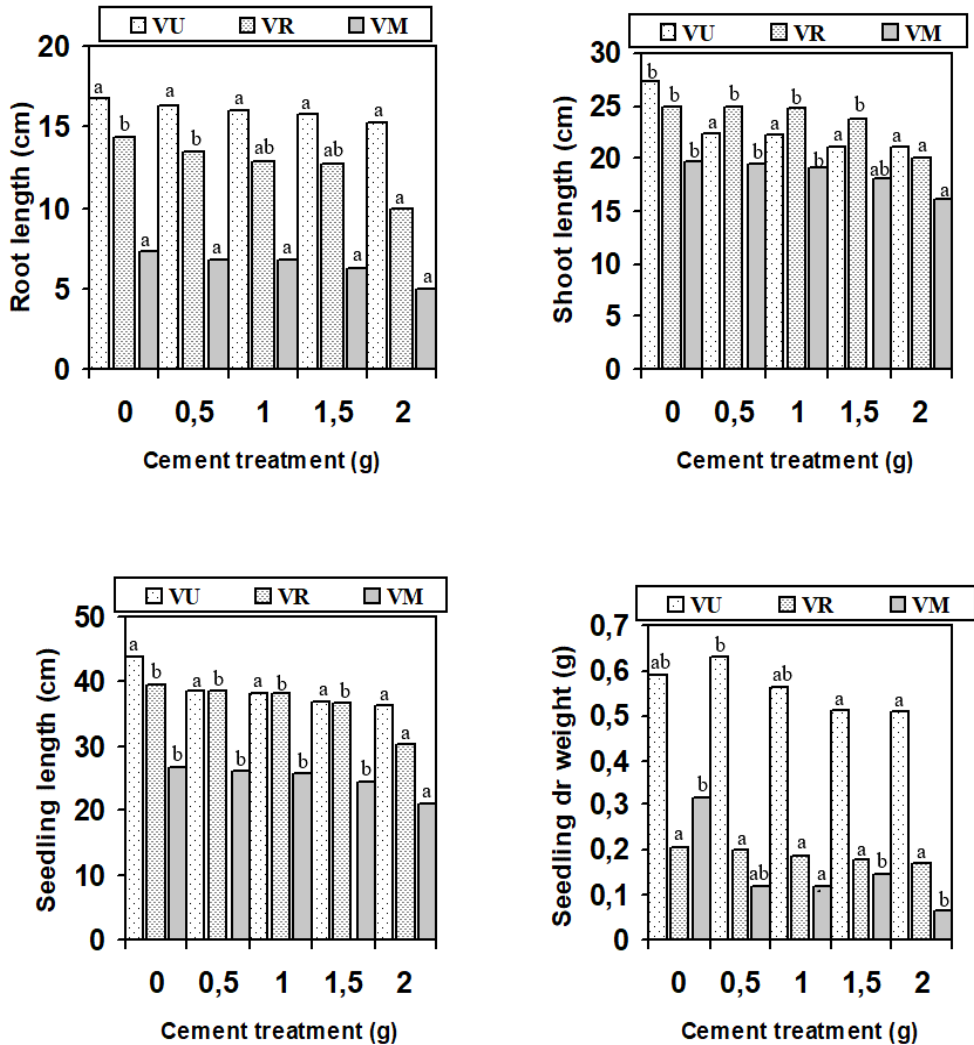 VU VR VM
Root length (cm)
20
15
10
5
0
a b a
a b a
a ab a
a ab a
a a a
0 0,5 1 1,5 2
Cement treatment (g)
VU VR VM
Shoot length (cm)
30
25
20
15
10
5
0
b b b
a b b
a b b
a b ab
a a a
0 0,5 1 1,5 2
Cement treatment (g)
VU VR VM
Seedling length (cm)
50
40
30
20
10
0
a b b
a b b
a b b
a b b
a a a
0 0,5 1 1,5 2
Cement treatment (g)
VU VR VM
Seedling dr weight (g)
0,7
0,6
0,5
0,4
0,3
0,2
0,1
0
ab a b
b a ab
ab a a
a a b
a a b
0 0,5 1 1,5 2
Cement treatment (g)